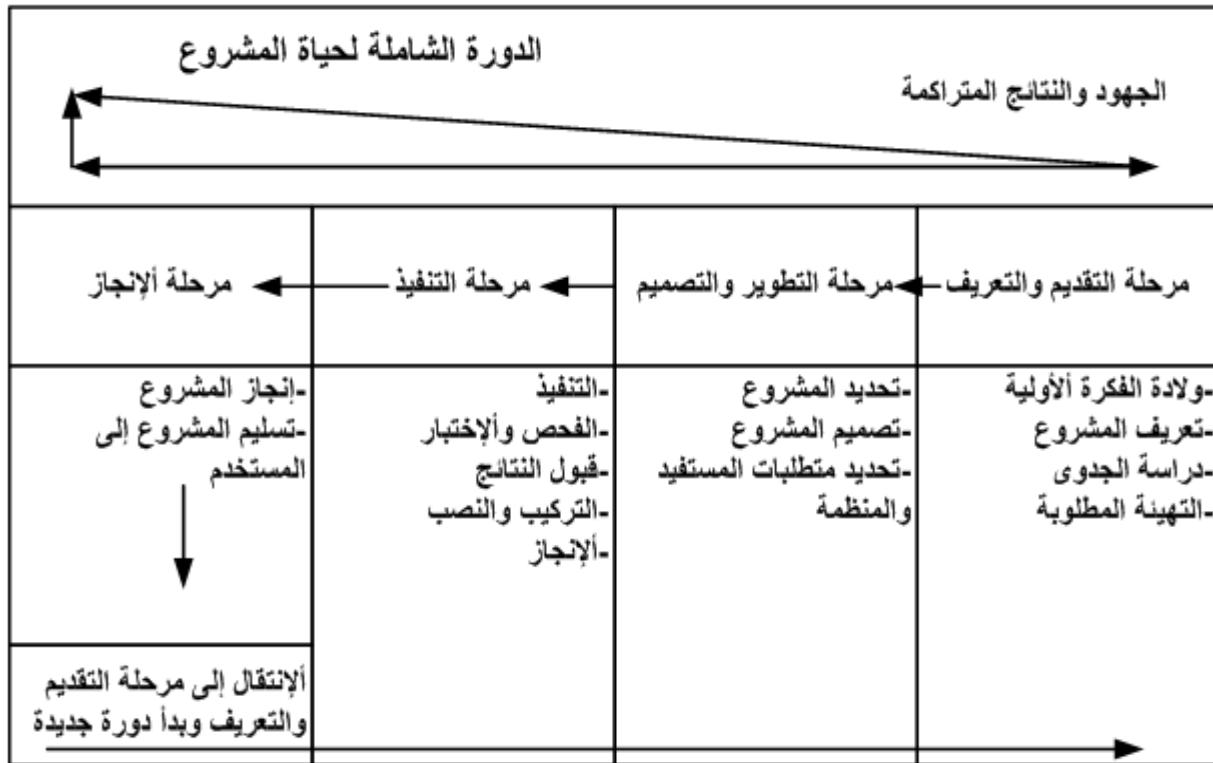 الدورة الشاملة لحياة المشروع
الجهود والنتائج المتراكمة
مرحلة التقديم والتعريف
مرحلة التطوير والتصميم
مرحلة التنفيذ
مرحلة ألإنجاز
-ولادة الفكرة ألأولية
-تعريف المشروع
-دراسة الجدوى
-التهيئة المطلوبة
-تحديد المشروع
-تصميم المشروع
-تحديد متطلبات المستفيد
والمنظمة
-التنفيذ
-الفحص وألإختبار
-قبول النتائج
-التركيب والنصب
-ألإنجاز
-إنجاز المشروع
-تسليم المشروع إلى
المستخدم
ألإنتقال إلى مرحلة التقديم
والتعريف وبدأ دورة جديدة